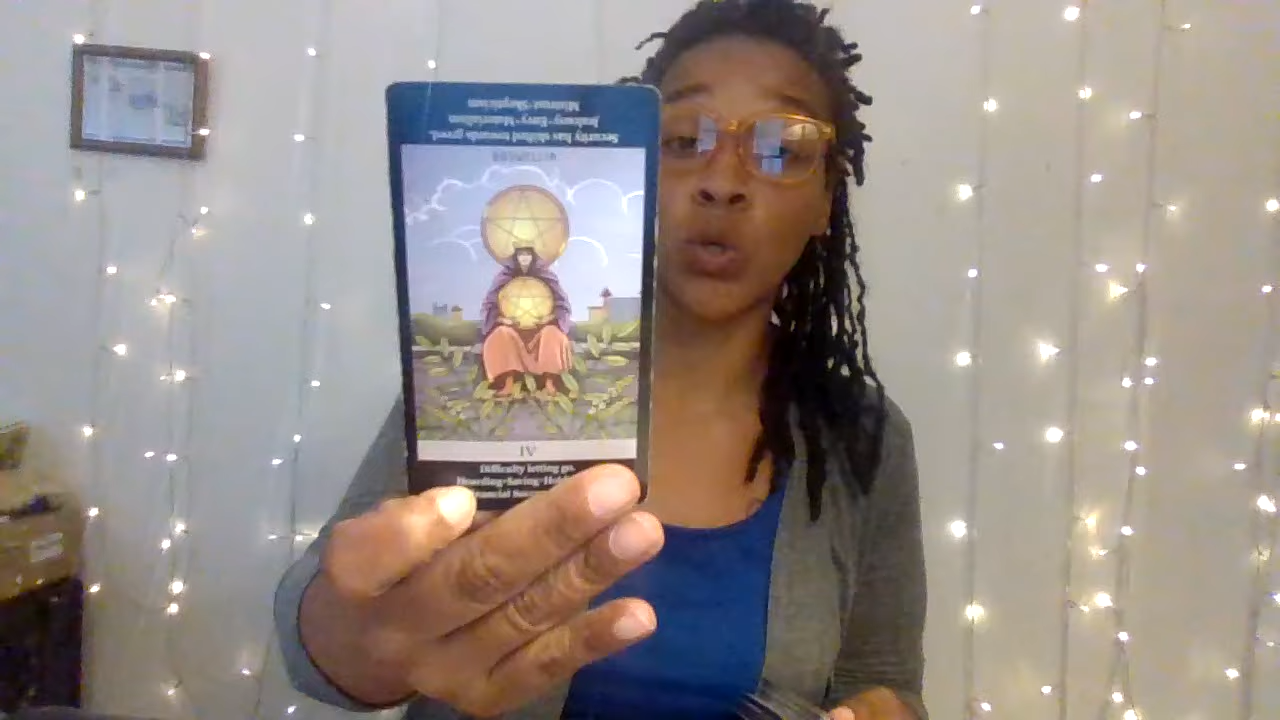 Security has shifted towards greed.
Jealousy·Envy·Materialism
Mistrust·Skepticism
IV
Difficulty letting go.
Hoarding·Saving